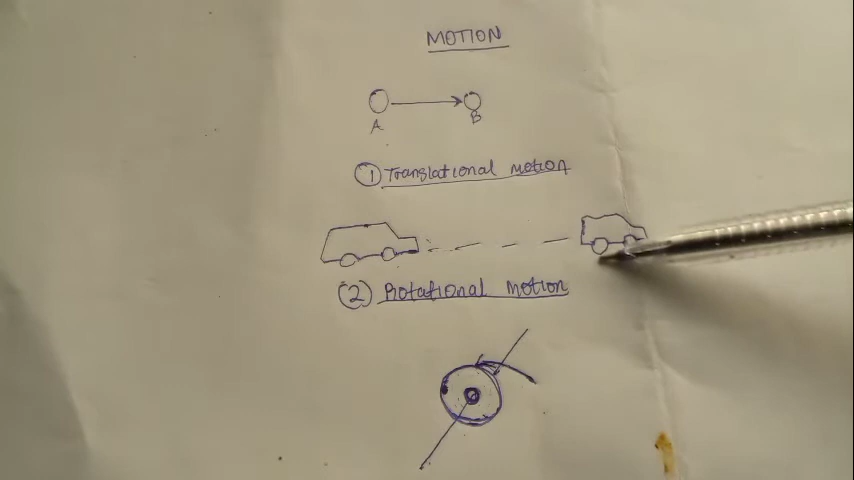 MOTION
A B
① Translational motion
(2) Rotational motion